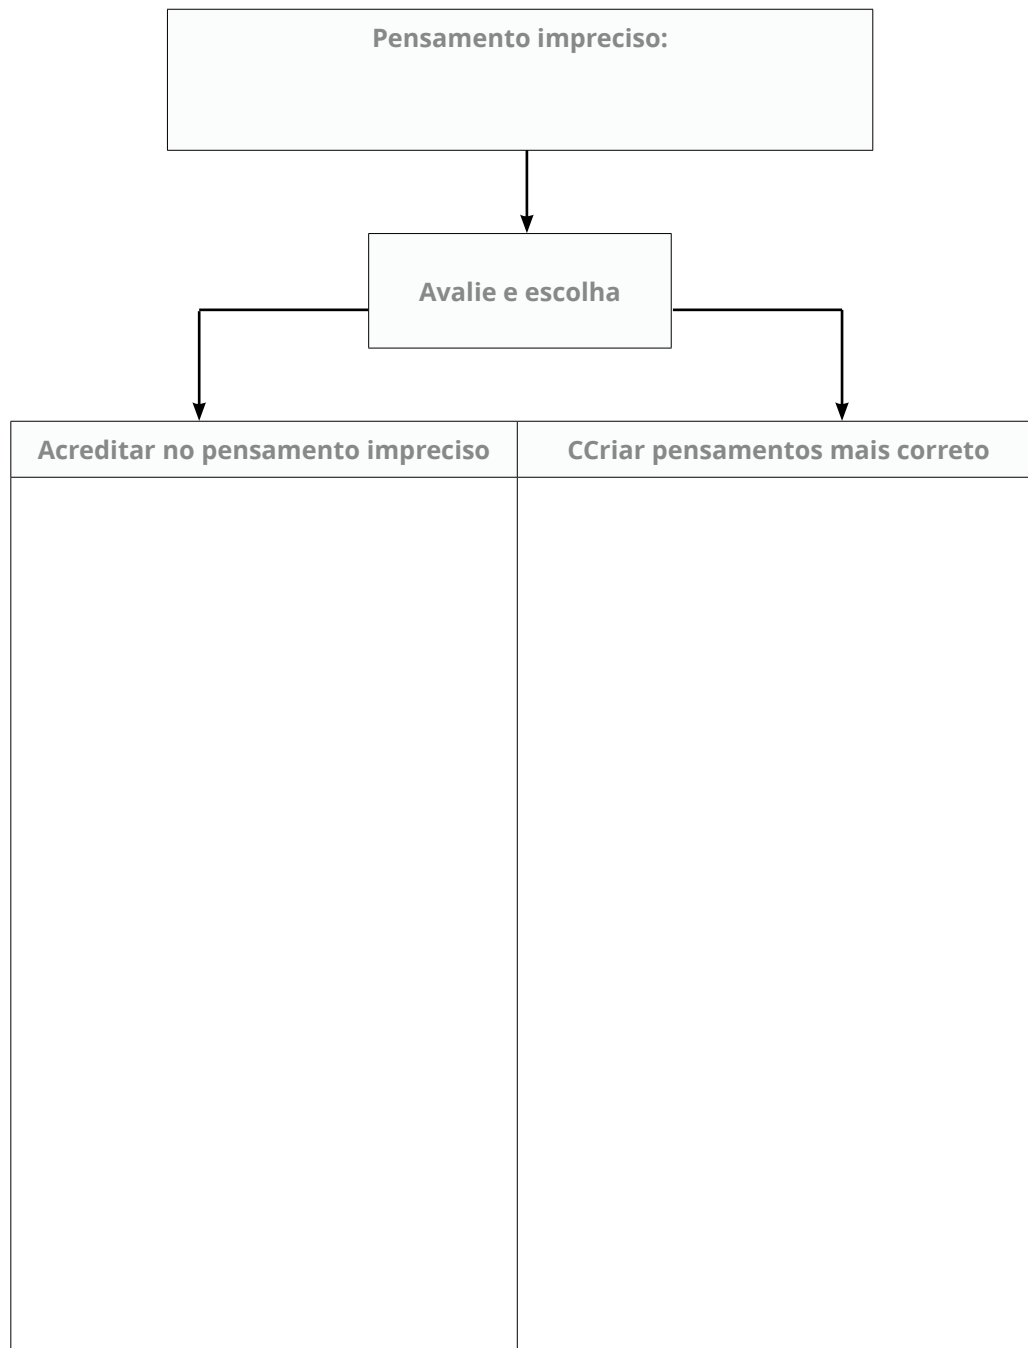 Pensamento impreciso:
Avalie e escolha
Acreditar no pensamento impreciso
CCriar pensamentos mais correto